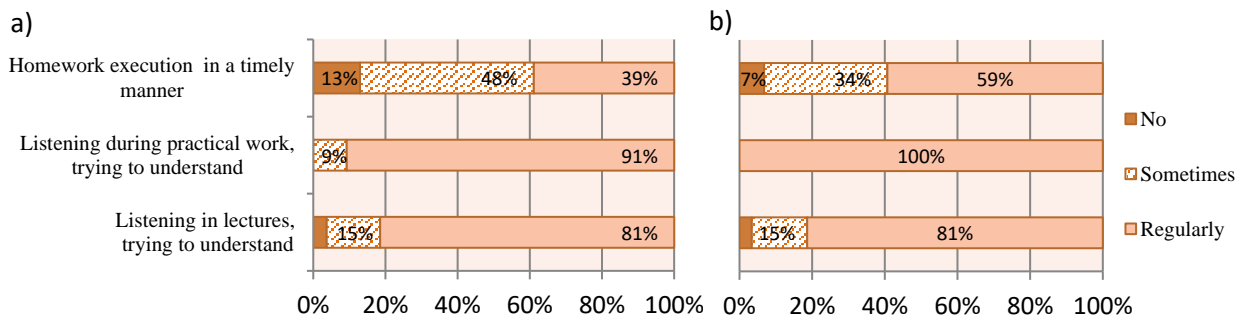 a)
Homework execution in a timely
manner
13% 48% 39%
Listening during practical work,
trying to understand
9% 91%
Listening in lectures,
trying to understand
15% 81%
0% 20% 40% 60% 80% 100%
b)
7% 34% 59%
100%
15% 81%
0% 20% 40% 60% 80% 100%
No
Sometimes
Regularly